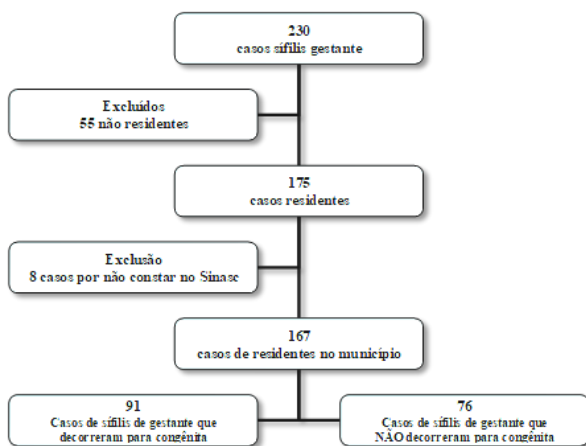 230
casos sífilis gestante
Excluídos
55 não residentes
175
casos residentes
Exclusão
8 casos por não constar no Sinasc
167
casos de residentes no município
91
Casos de sífilis de gestante que
decorreram para congênita
76
Casos de sífilis de gestante que
NÃO decorreram para congênita